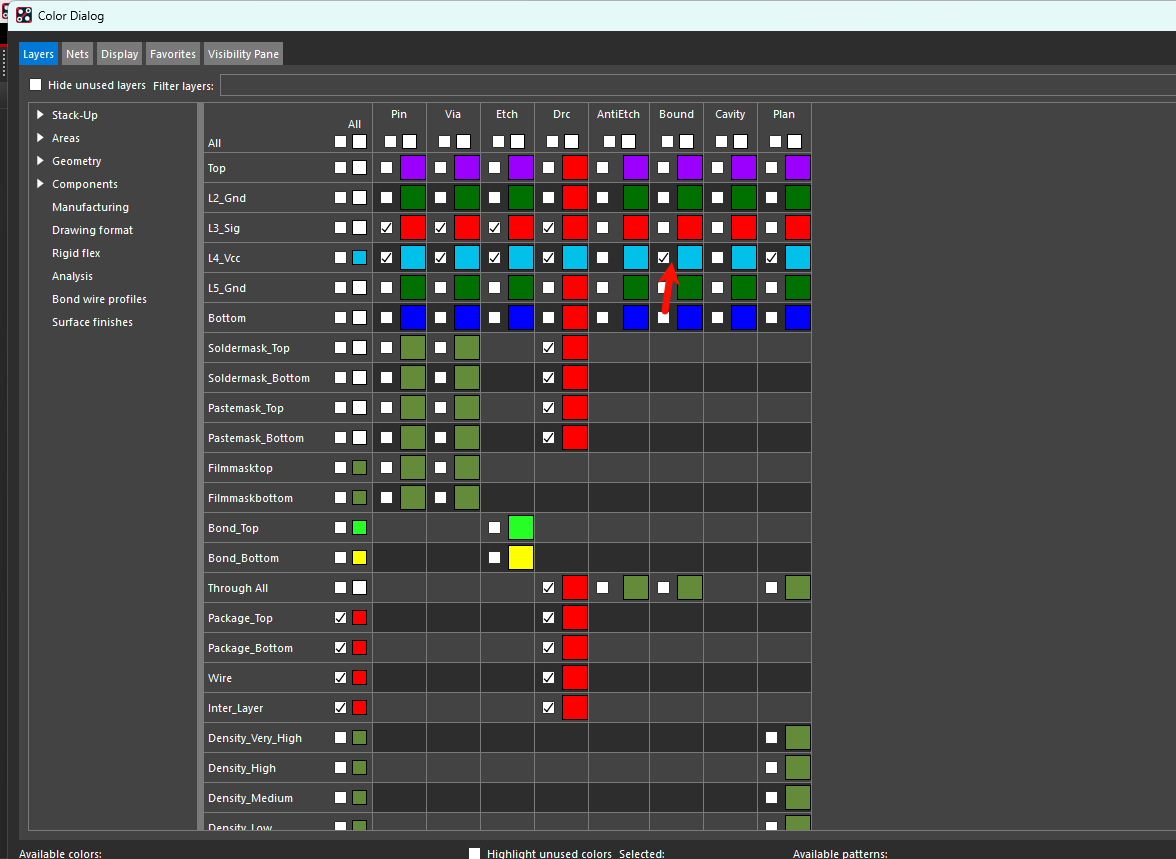 Color Dialog
Layers Nets Display Favorites Visibility Pane
Hide unused layers Filter layers:
Stack-Up
Areas
Geometry
Components
Manufacturing
Drawing format
Rigid flex
Analysis
Bond wire profiles
Surface finishes
All Pin Via Etch Drc AntiEtch Bound Cavity Plan
All
Top
L2_Gnd
L3_Sig
L4_Vcc
L5_Gnd
Bottom
Soldermask_Top
Soldermask_Bottom
Pastemask_Top
Pastemask_Bottom
Filmmasktop
Filmmaskbottom
Bond_Top
Bond_Bottom
Through All
Package_Top
Package_Bottom
Wire
Inter_Layer
Density_Very_High
Density_High
Density_Medium
Density_Low
Available colors: Highlight unused colors Selected: Available patterns: